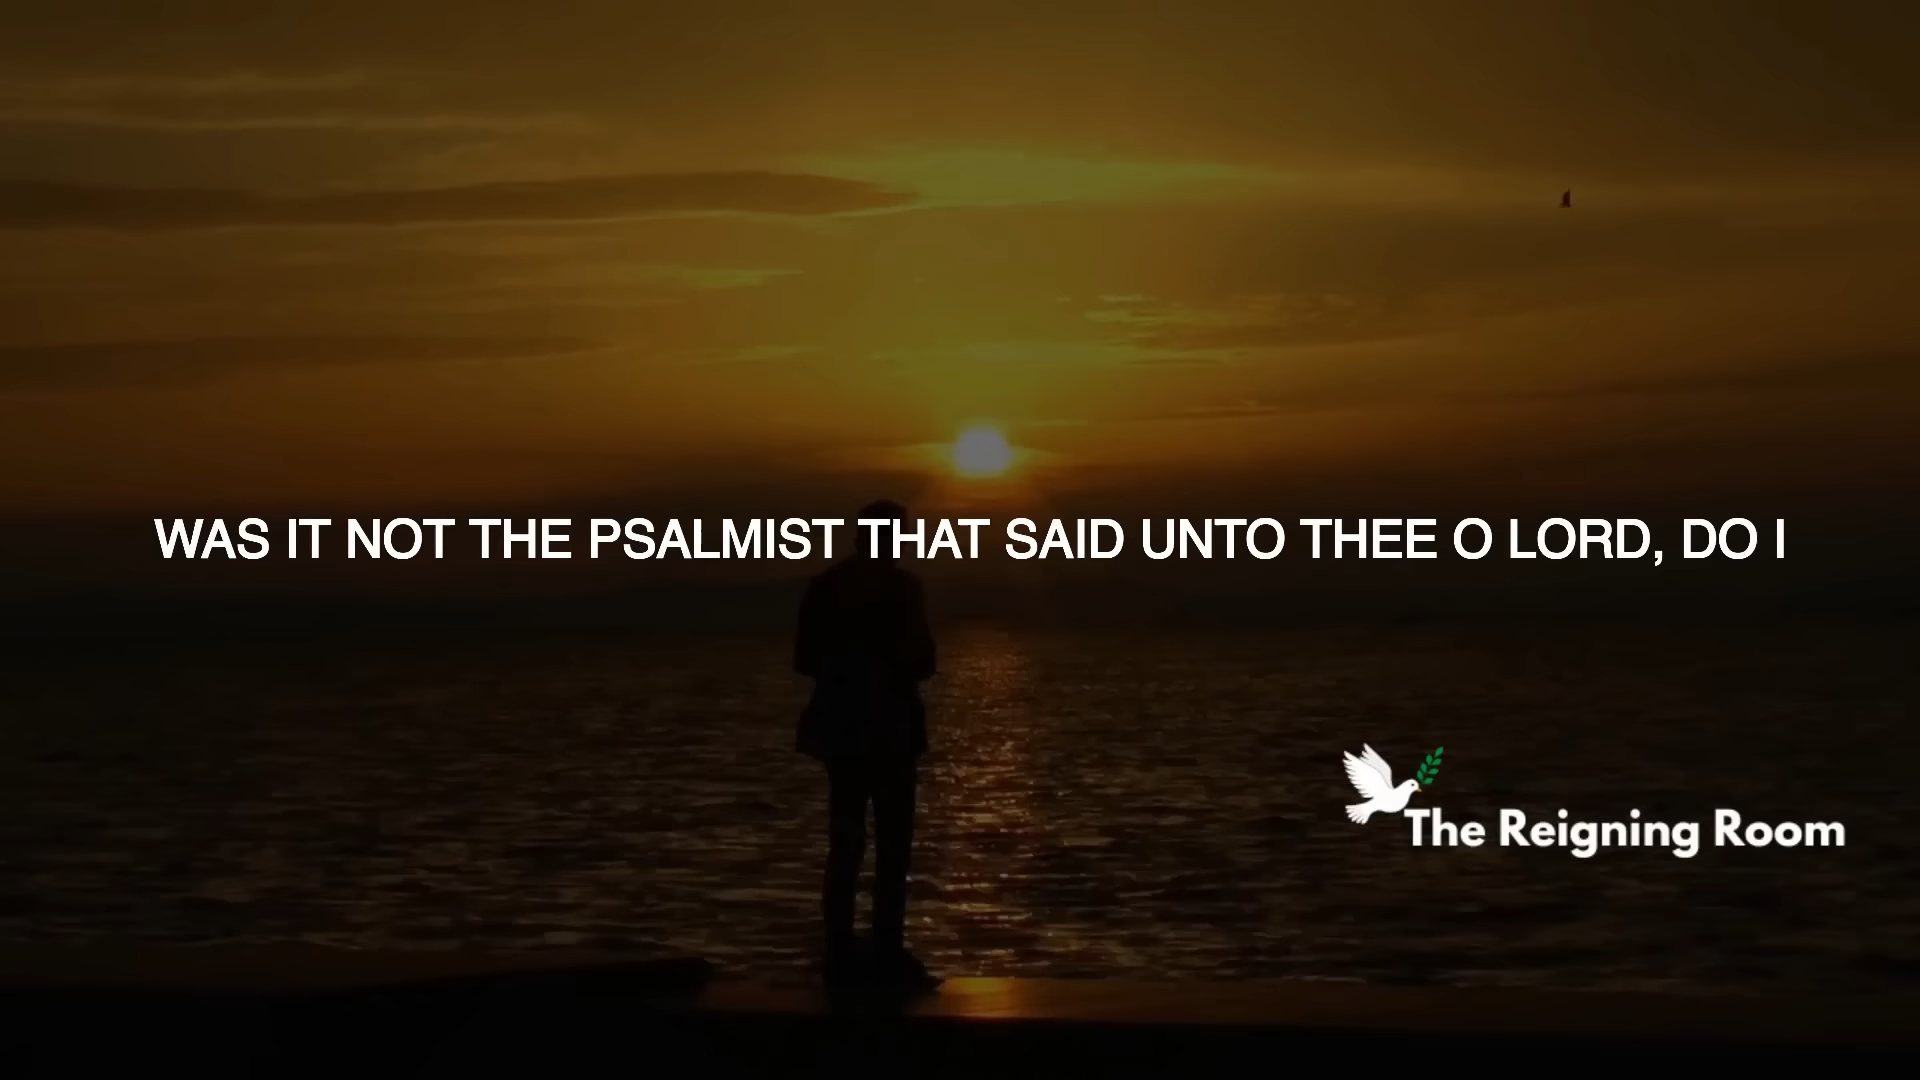 WAS IT NOT THE PSALMIST THAT SAID UNTO THEE O LORD, DO I
The Reigning Room